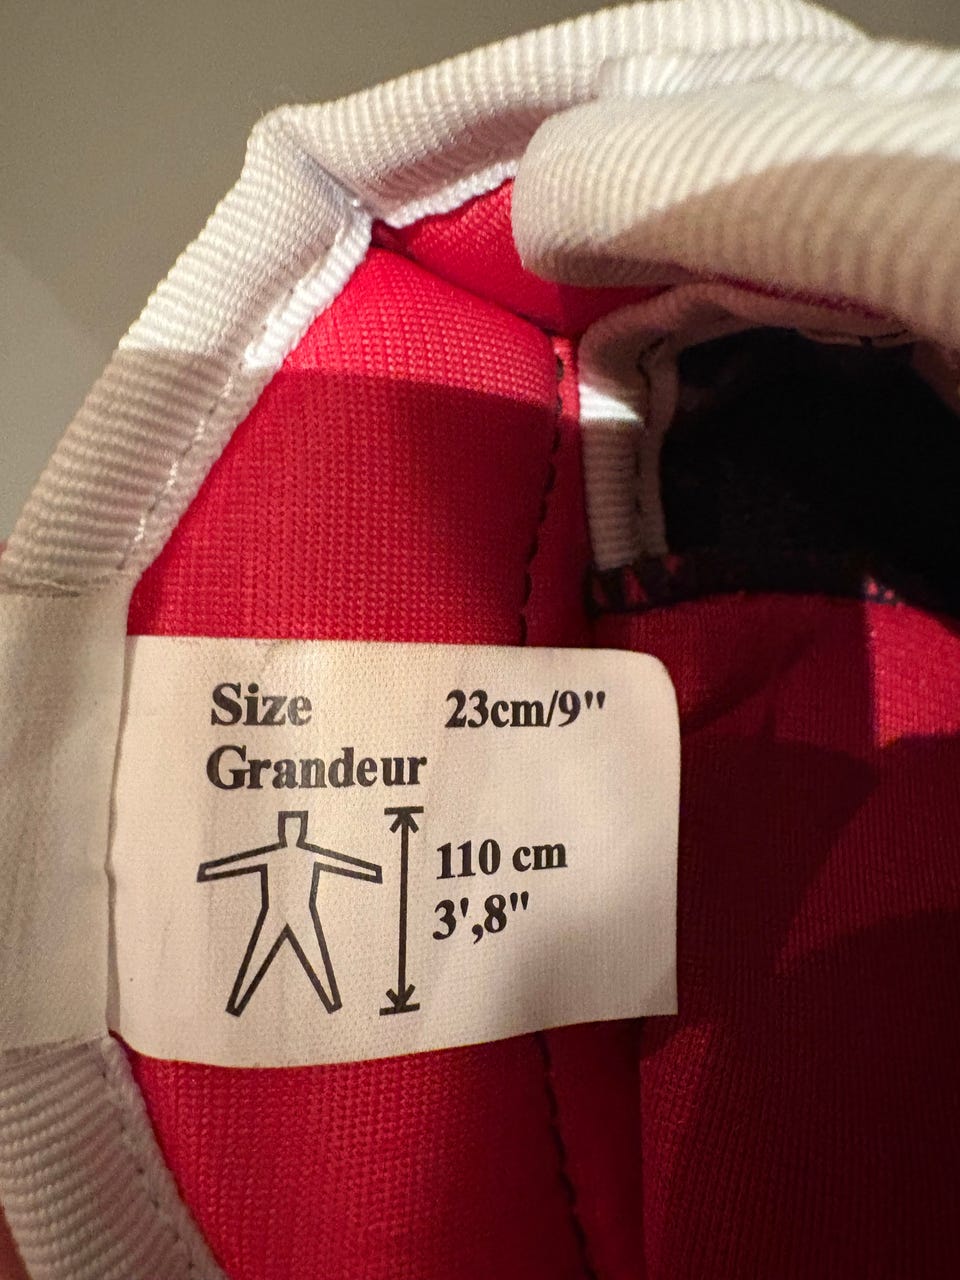 Size 23cm/9"
Grandeur
110 cm
3',8"